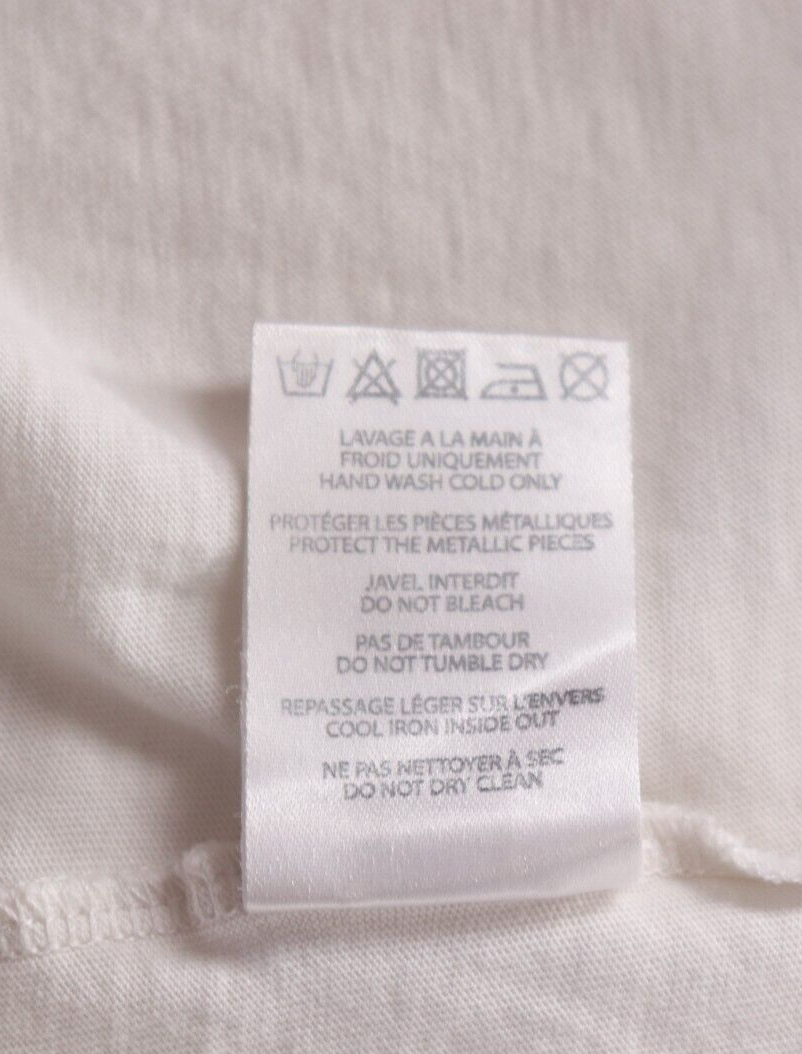 LAVAGE A LA MAIN À
FROID UNIQUEMENT
HAND WASH COLD ONLY
PROTÉGER LES PIÈCES MÉTALLIQUES
PROTECT THE METALLIC PIECES
JAVEL INTERDIT
DO NOT BLEACH
PAS DE TAMBOUR
DO NOT TUMBLE DRY
REPASSAGE LÉGER SUR L'ENVERS
COOL IRON INSIDE OUT
NE PAS NETTOYER À SEC
DO NOT DRY CLEAN